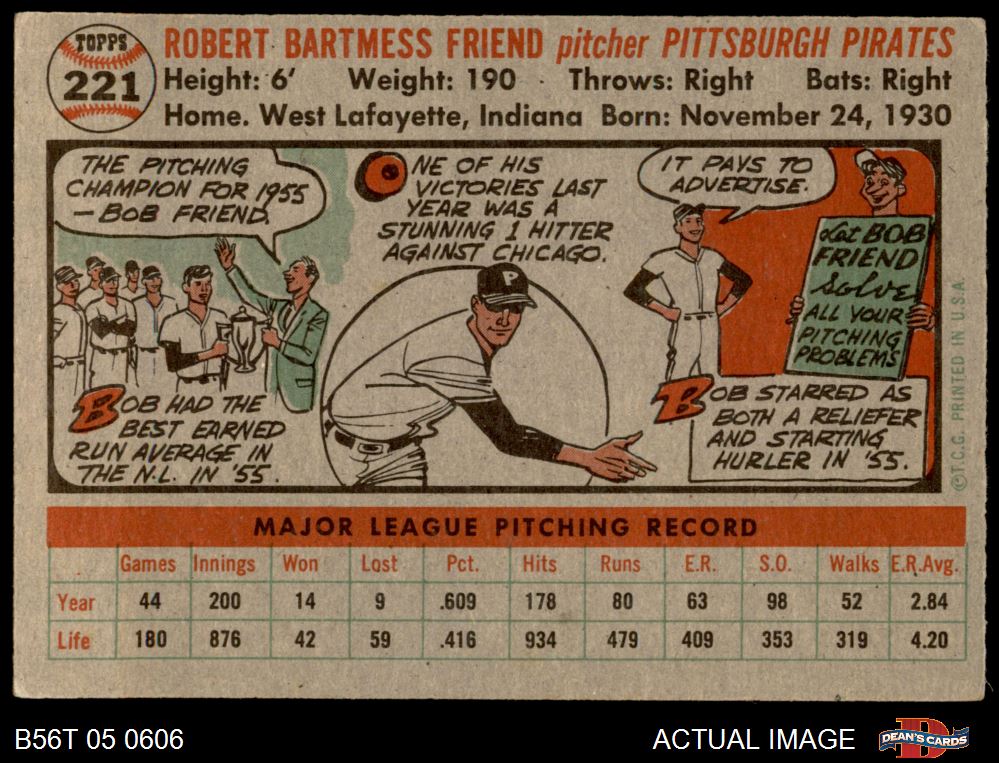 TOPPS
221
ROBERT BARTMESS FRIEND pitcher PITTSBURGH PIRATES
Height: 6' Weight: 190 Throws: Right Bats: Right
Home. West Lafayette, Indiana Born: November 24, 1930
THE PITCHING
CHAMPION FOR 1955
— BOB FRIEND.
BOB HAD THE
BEST EARNED
RUN AVERAGE IN
THE N.L. IN '55.
ONE OF HIS
VICTORIES LAST
YEAR WAS A
STUNNING 1 HITTER
AGAINST CHICAGO.
P
IT PAYS TO
ADVERTISE.
Let BOB
FRIEND
Solve
ALL YOUR
PITCHING
PROBLEMS
BOB STARRED AS
BOTH A RELIEFER
AND STARTING
HURLER IN '55.
©T.C.G. PRINTED IN U.S.A.
MAJOR LEAGUE PITCHING RECORD
Games Innings Won Lost Pct. Hits Runs E.R. S.O. Walks E.R.Avg.
Year 44 200 14 9 .609 178 80 63 98 52 2.84
Life 180 876 42 59 .416 934 479 409 353 319 4.20
B56T 05 0606
ACTUAL IMAGE
D
DEAN'S CARDS